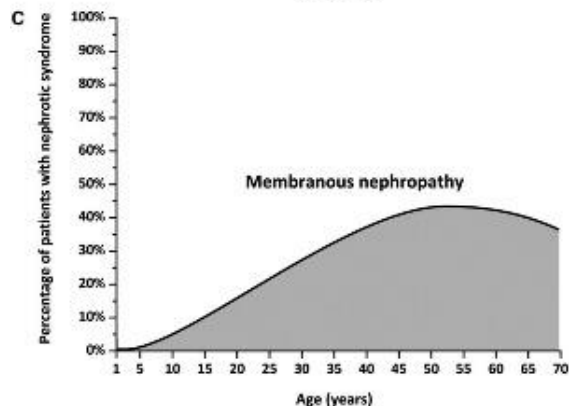 C
Percentage of patients with nephrotic syndrome
100%
90%
80%
70%
60%
50%
40%
30%
20%
10%
0%
Membranous nephropathy
1 5 10 15 20 25 30 35 40 45 50 55 60 65 70
Age (years)